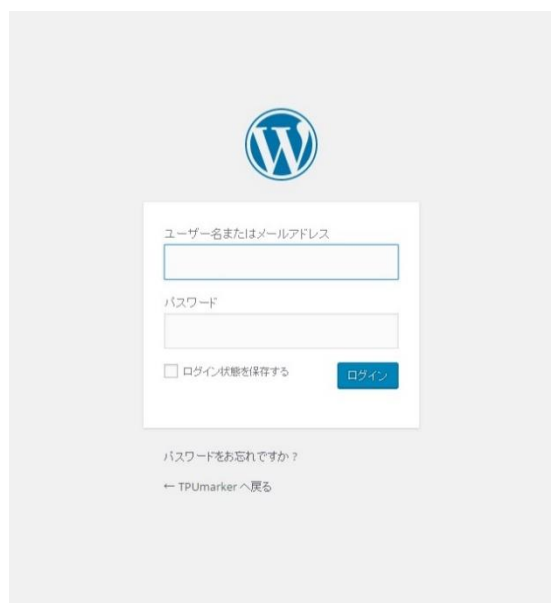 ユーザー名またはメールアドレス
パスワード
ログイン状態を保存する
ログイン
パスワードをお忘れですか ?
← TPUmarker へ戻る